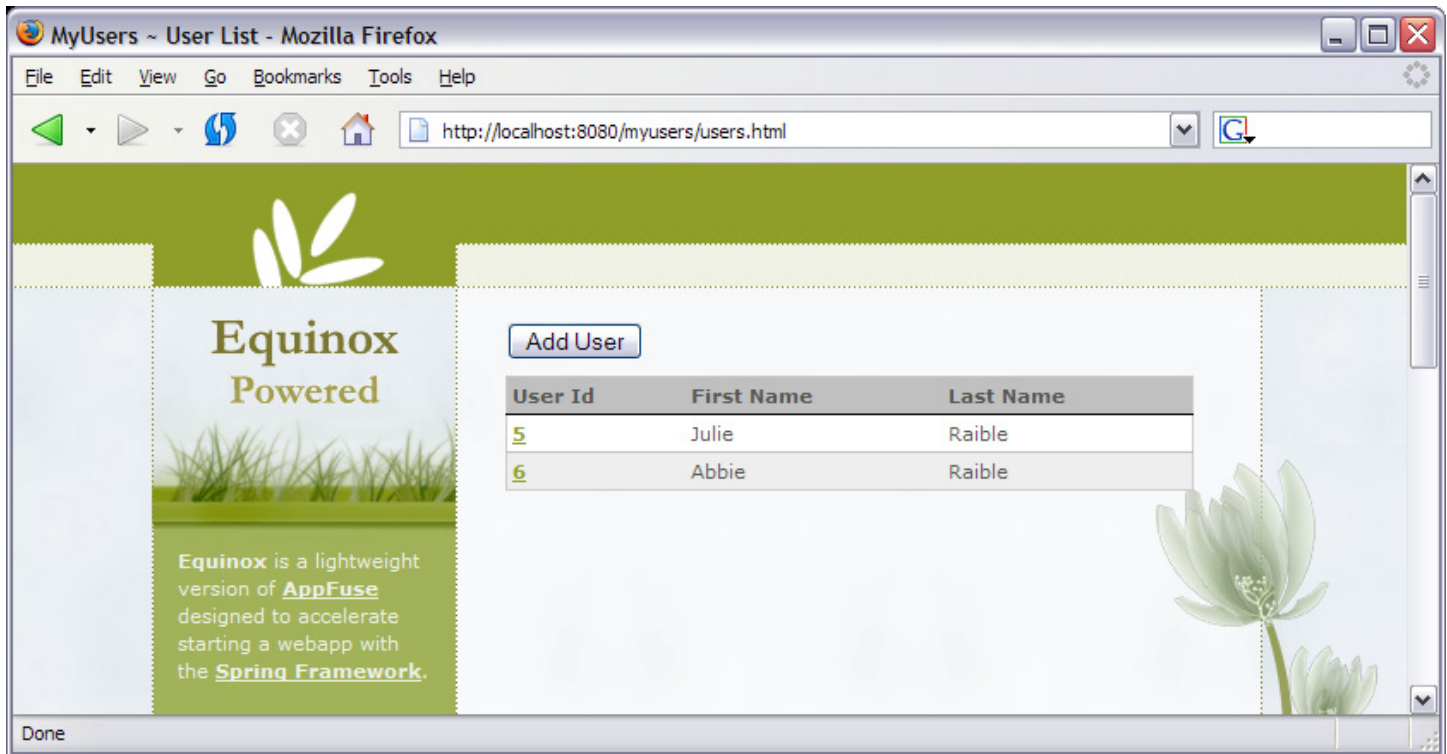 MyUsers ~ User List - Mozilla Firefox
File Edit View Go Bookmarks Tools Help
http://localhost:8080/myusers/users.html G
Equinox
Powered
Equinox is a lightweight
version of AppFuse
designed to accelerate
starting a webapp with
the Spring Framework.
Add User
User Id First Name Last Name
5 Julie Raible
6 Abbie Raible
Done